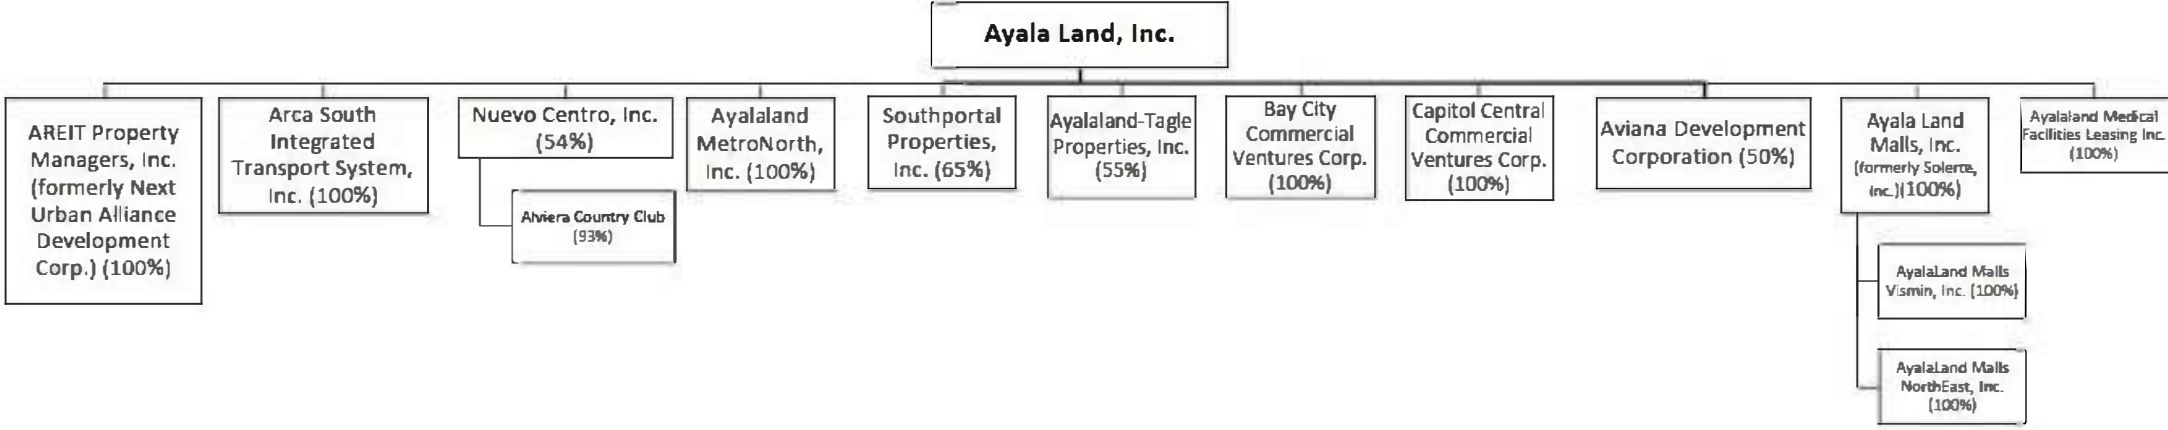 Ayala Land, Inc.
AREIT Property
Managers, Inc.
(formerly Next
Urban Alliance
Development
Corp.) (100%)
Arca South
Integrated
Transport System,
Inc. (100%)
Nuevo Centro, Inc.
(54%)
Alviera Country Club
(93%)
Ayalaland
MetroNorth,
Inc. (100%)
Southportal
Properties,
Inc. (65%)
Ayalaland-Tagle
Properties, Inc.
(55%)
Bay City
Commercial
Ventures Corp.
(100%)
Capitol Central
Commercial
Ventures Corp.
(100%)
Aviana Development
Corporation (50%)
Ayala Land
Malls, Inc.
(formerly Solerte,
Inc.)(100%)
AyalaLand Malls
Vismin, Inc. (100%)
AyalaLand Malls
NorthEast, Inc.
(100%)
Ayalaland Medical
Facilities Leasing Inc.
(100%)